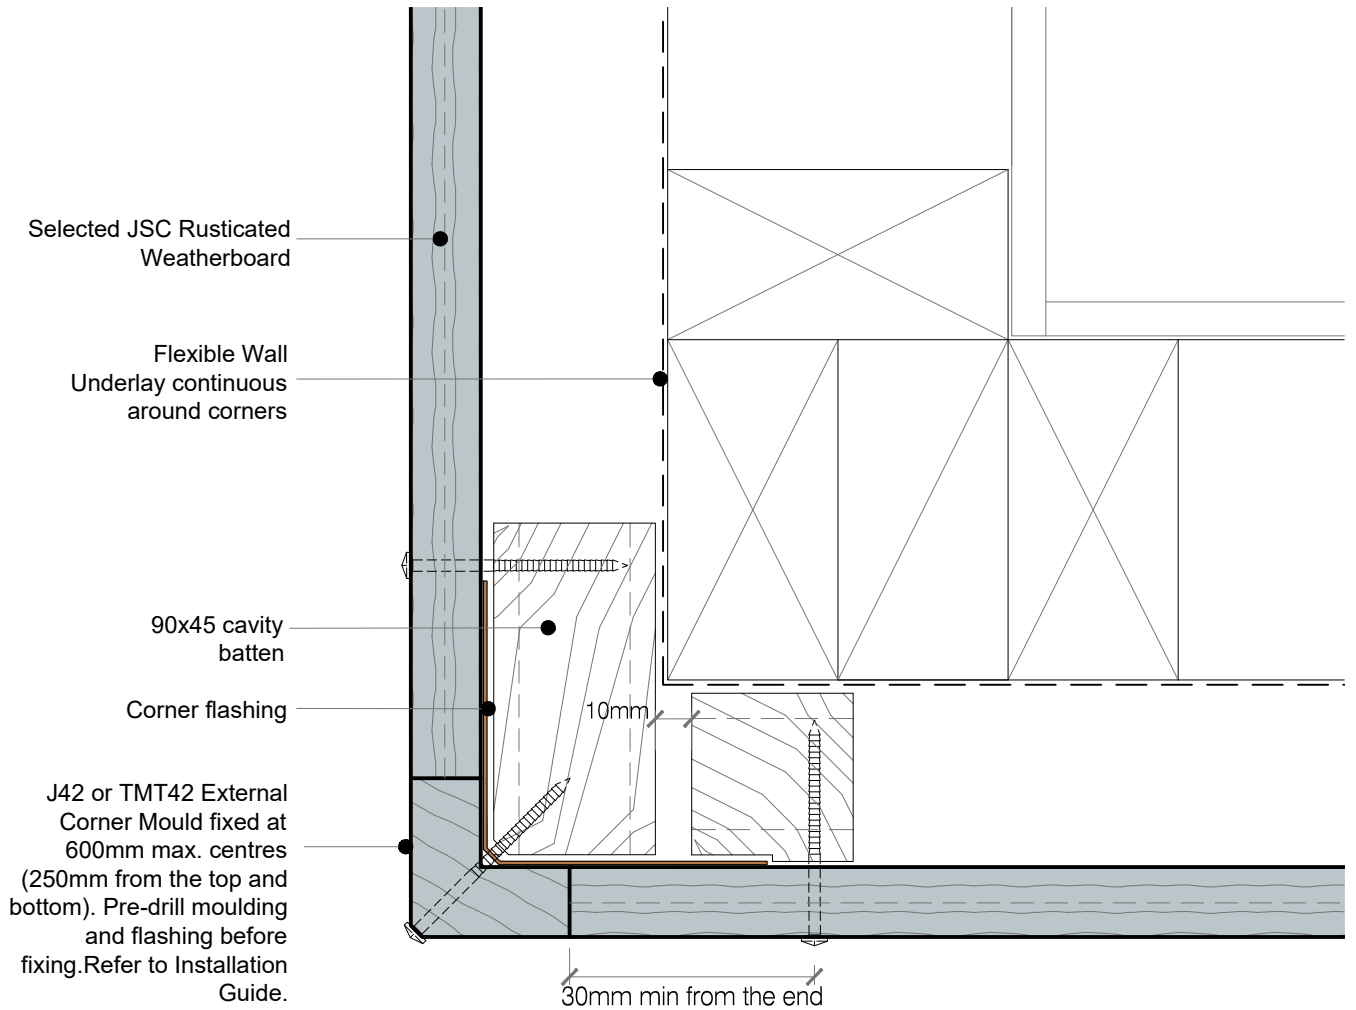 Selected JSC Rusticated
Weatherboard
Flexible Wall
Underlay continuous
around corners
90x45 cavity
batten
Corner flashing
10mm
J42 or TMT42 External
Corner Mould fixed at
600mm max. centres
(250mm from the top and
bottom). Pre-drill moulding
and flashing before
fixing.Refer to Installation
Guide.
30mm min from the end